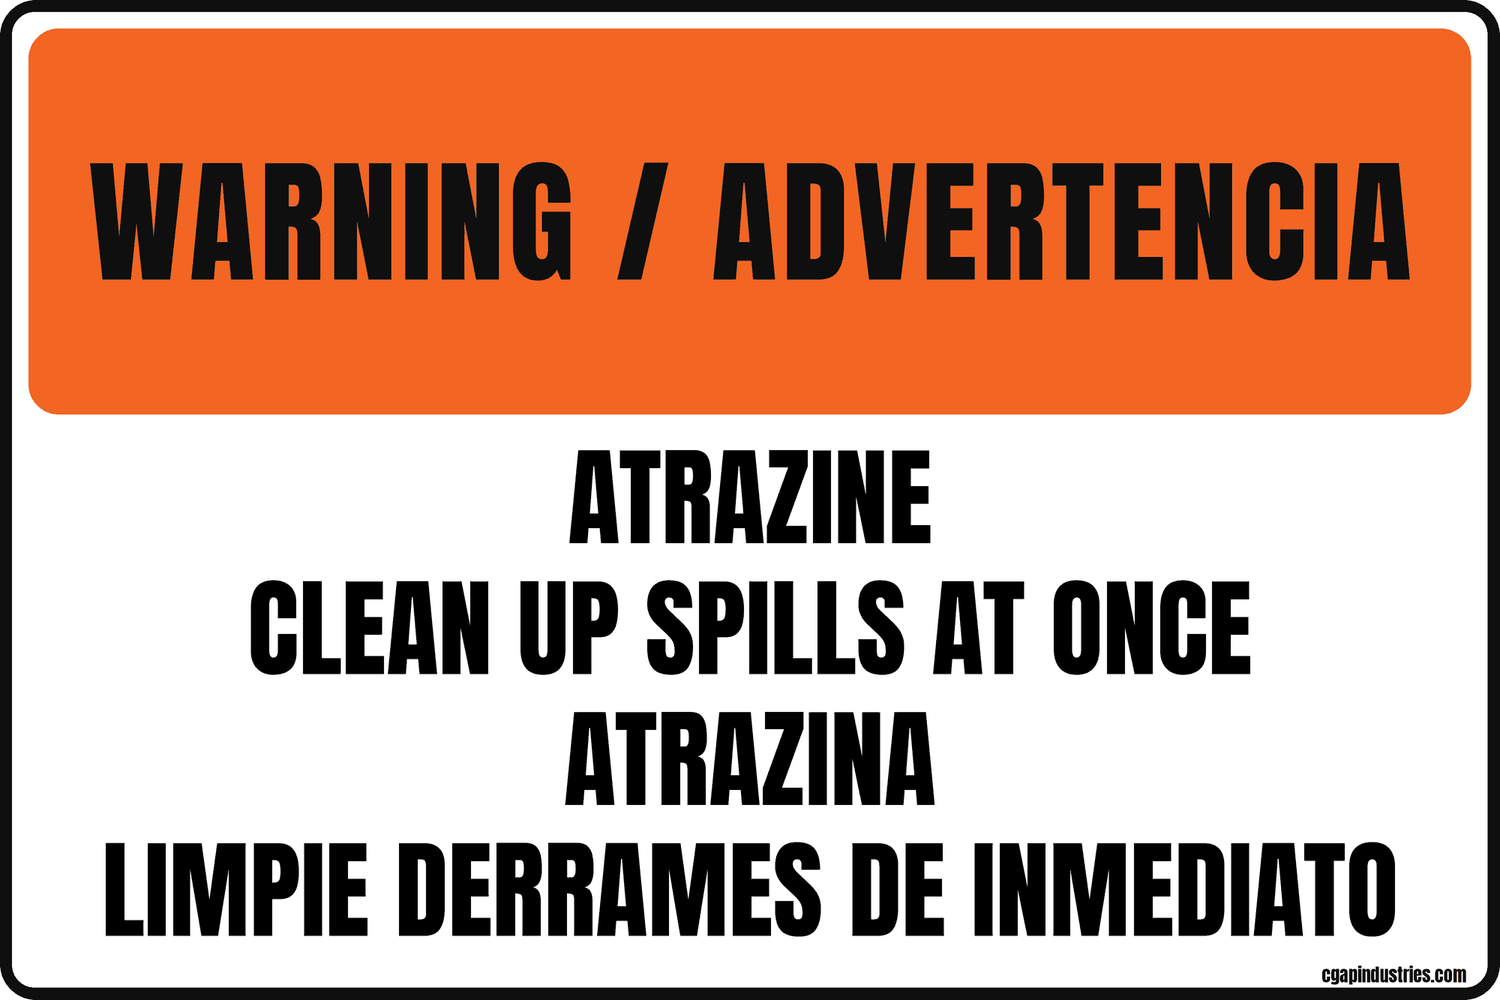 WARNING / ADVERTENCIA
ATRAZINE
CLEAN UP SPILLS AT ONCE
ATRAZINA
LIMPIE DERRAMES DE INMEDIATO
cgapindustries.com